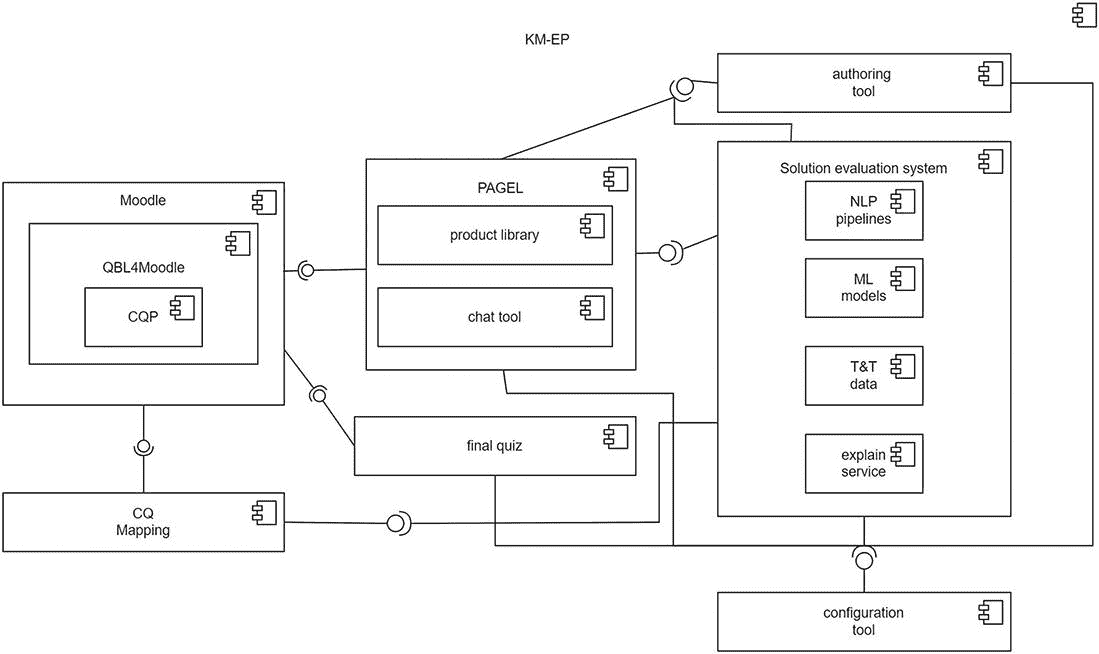 KM-EP
authoring
tool
Moodle
QBL4Moodle
CQP
PAGEL
product library
chat tool
Solution evaluation system
NLP
pipelines
ML
models
T&T
data
explain
service
final quiz
CQ
Mapping
configuration
tool